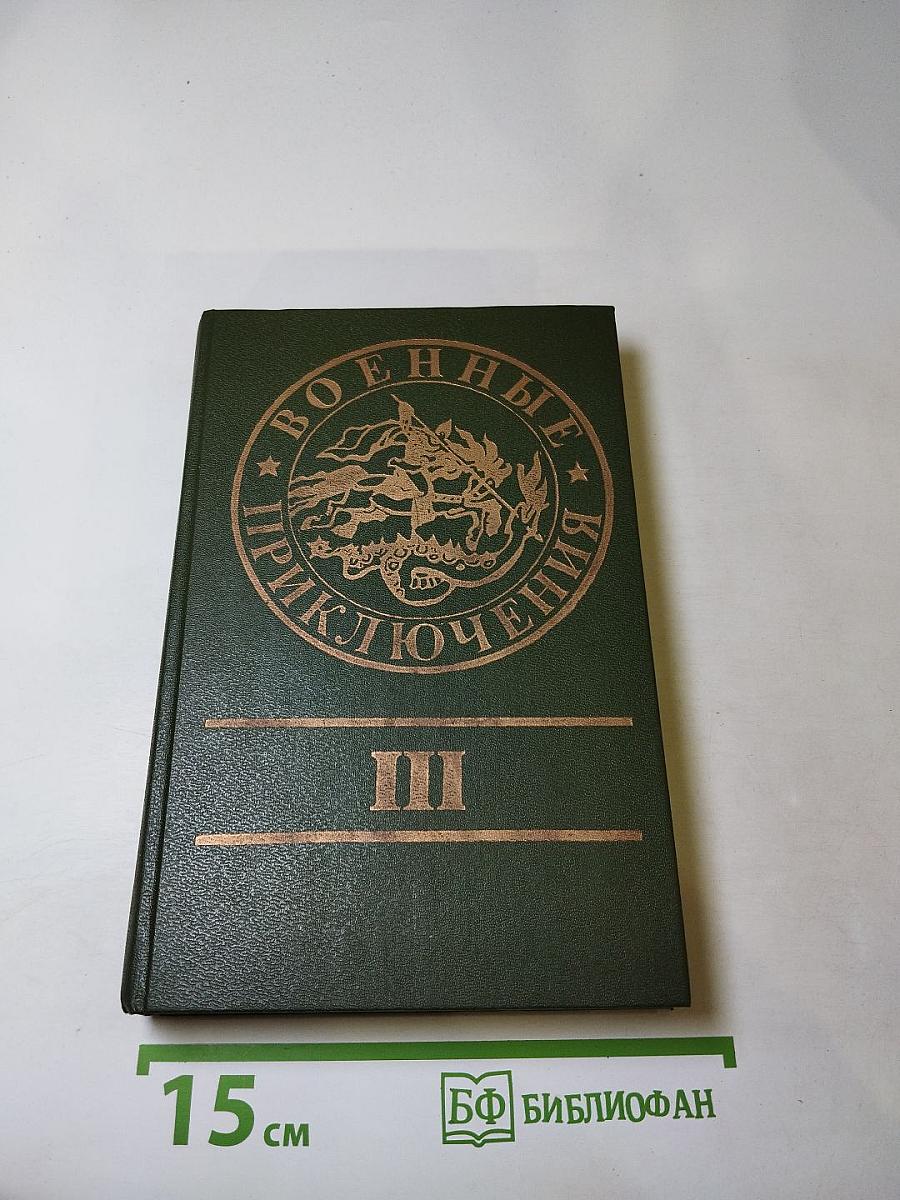 ВОЕННЫЕ
ПРИКЛЮЧЕНИЯ
III
15 см
БФ БИБЛИОФАН